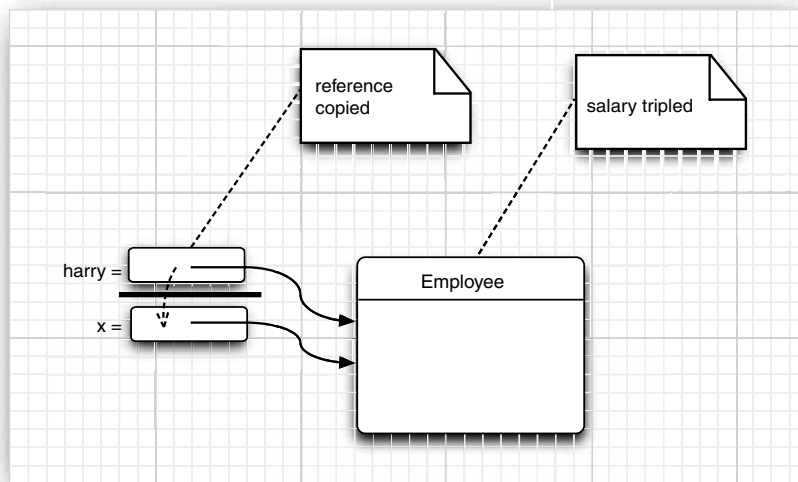 reference
copied
salary tripled
harry =
Employee
x =